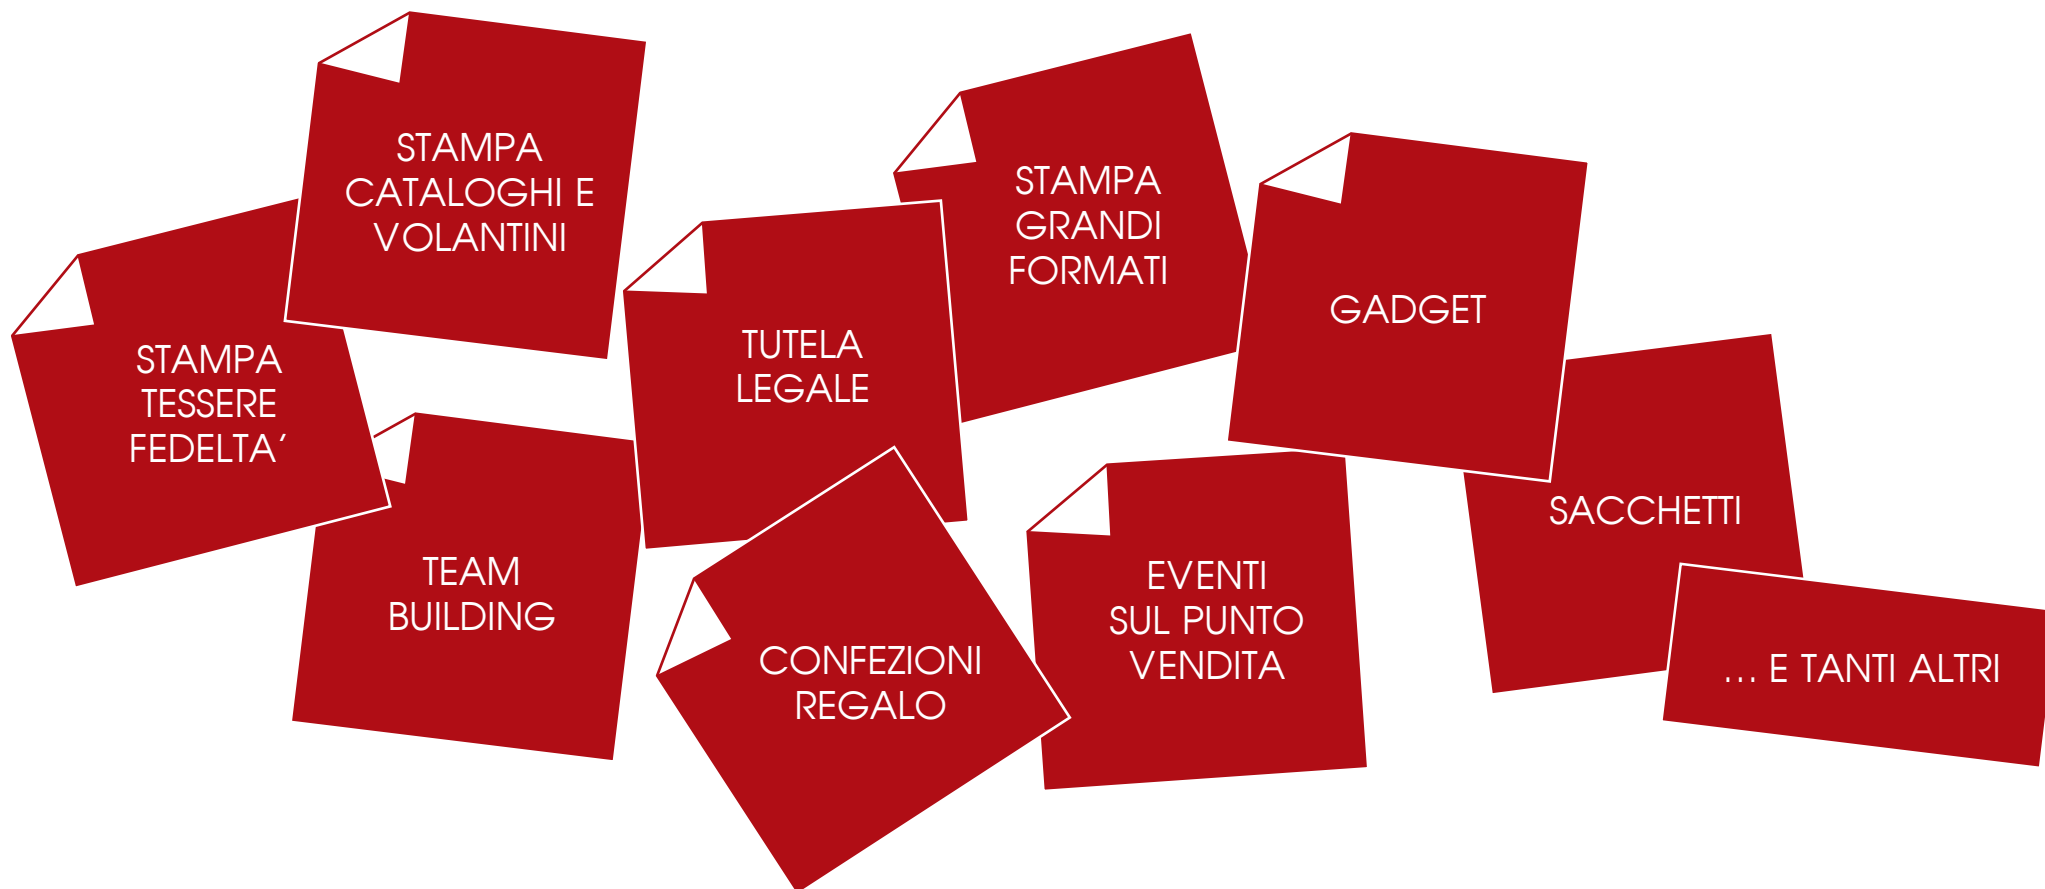 STAMPA
CATALOGHI E
VOLANTINI
STAMPA
GRANDI
FORMATI
GADGET
STAMPA
TESSERE
FEDELTA’
TUTELA
LEGALE
SACCHETTI
TEAM
BUILDING
CONFEZIONI
REGALO
EVENTI
SUL PUNTO
VENDITA
... E TANTI ALTRI